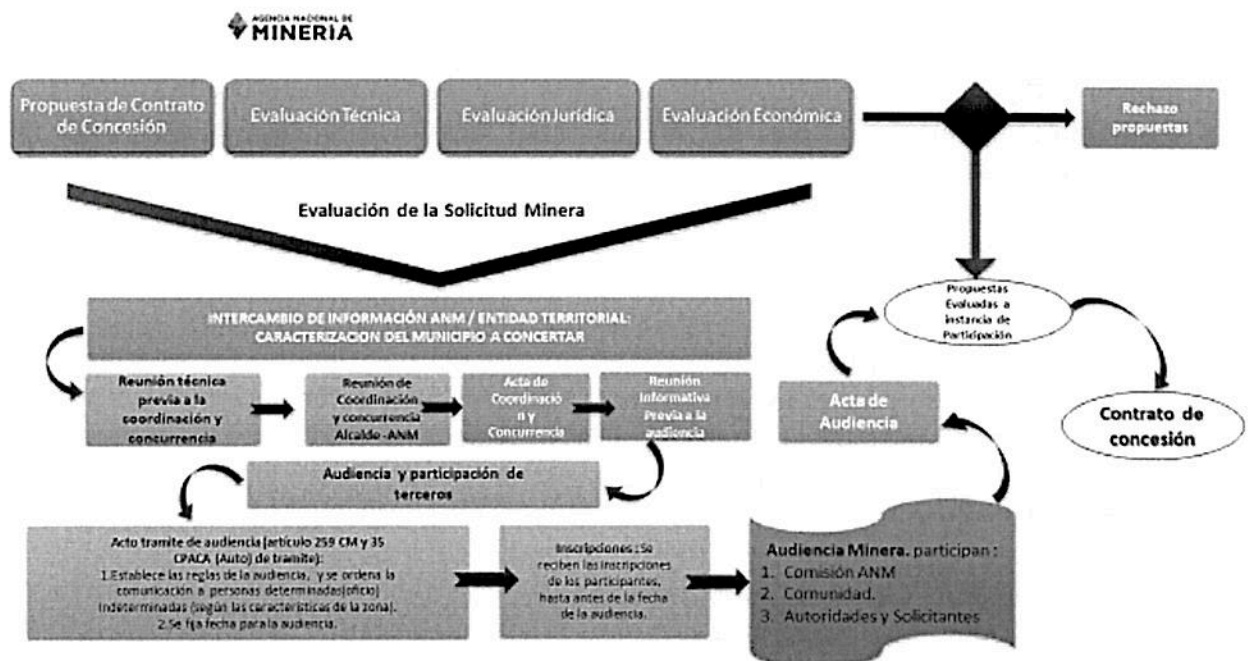 AGENCIA NACIONAL DE
MINERÍA
Propuesta de Contrato
de Concesión
Evaluación Técnica
Evaluación Jurídica
Evaluación Económica
Rechazo
propuestas
Evaluación de la Solicitud Minera
INTERCAMBIO DE INFORMACIÓN ANM / ENTIDAD TERRITORIAL:
CARACTERIZACION DEL MUNICIPIO A CONCERTAR
Propuestas
Evaluadas a
instancia de
Participación
Reunión técnica
previa a la
coordinación y
concurrencia
Reunión de
Coordinación
y concurrencia
Alcalde -ANM
Acta de
Coordinació
n y
Concurrencia
Reunión
Informativa
Previa a la
audiencia
Acta de
Audiencia
Contrato de
concesión
Audiencia y participación de
terceros
Acto tramite de audiencia (artículo 259 CM y 35
CPACA (Auto) de tramite):
1.Establece las reglas de la audiencia, y se ordena la
comunicación a personas determinadas(oficio)
Indeterminadas (según las características de la zona).
2.Se fija fecha para la audiencia.
Inscripciones : Se
reciben las inscripciones
de los participantes,
hasta antes de la fecha
de la audiencia.
Audiencia Minera. participan :
1. Comisión ANM
2. Comunidad.
3. Autoridades y Solicitantes